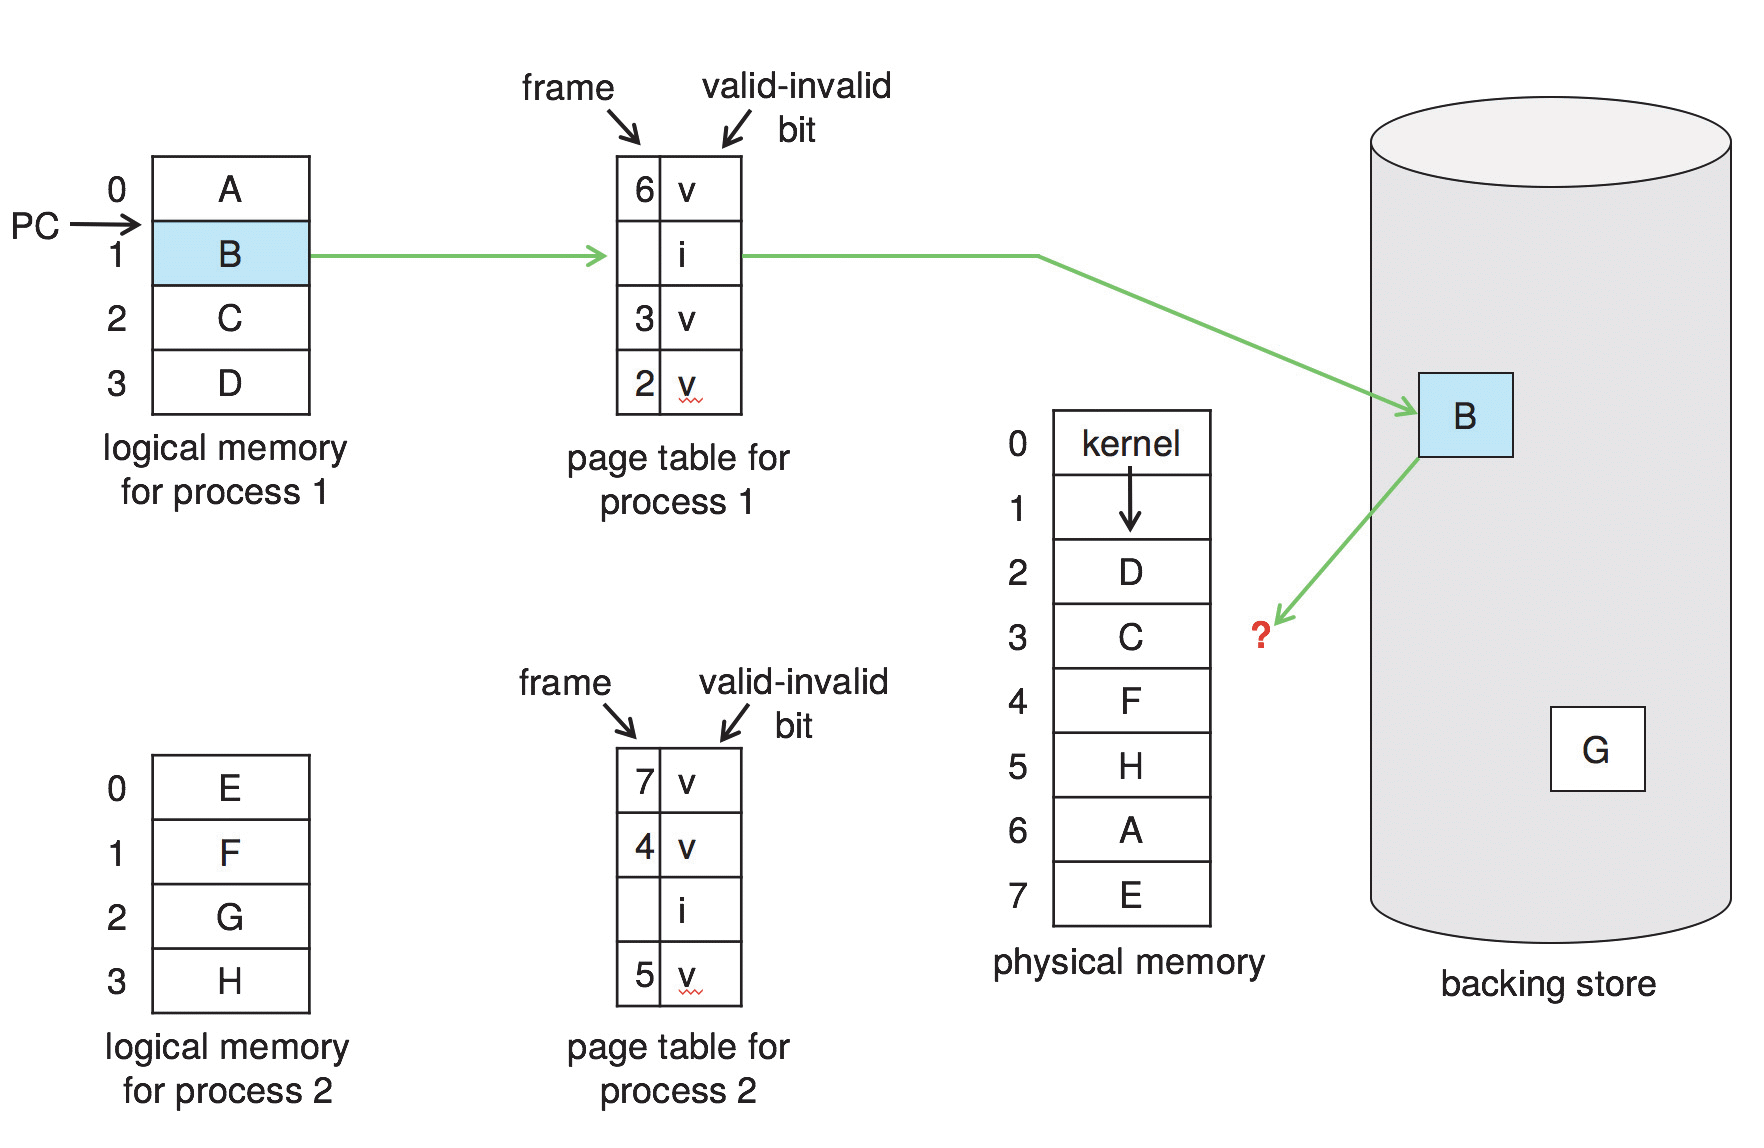 frame
valid-invalid
bit
0 A
PC
1 B
2 C
3 D
6 v
i
3 v
2 v
logical memory
for process 1
page table for
process 1
B
0 kernel
1
2 D
3 C
4 F
5 H
6 A
7 E
?
G
physical memory
backing store
frame
valid-invalid
bit
0 E
1 F
2 G
3 H
7 v
4 v
i
5 v
logical memory
for process 2
page table for
process 2